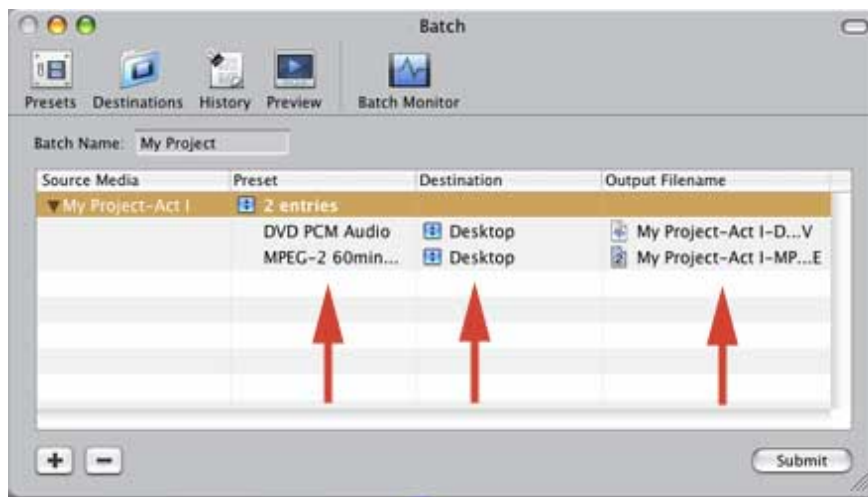 Batch
Presets Destinations History Preview Batch Monitor
Batch Name: My Project
Source Media Preset Destination Output Filename
My Project-Act I 2 entries
DVD PCM Audio Desktop My Project-Act I-D...V
MPEG-2 60min... Desktop My Project-Act I-MP...E
Submit